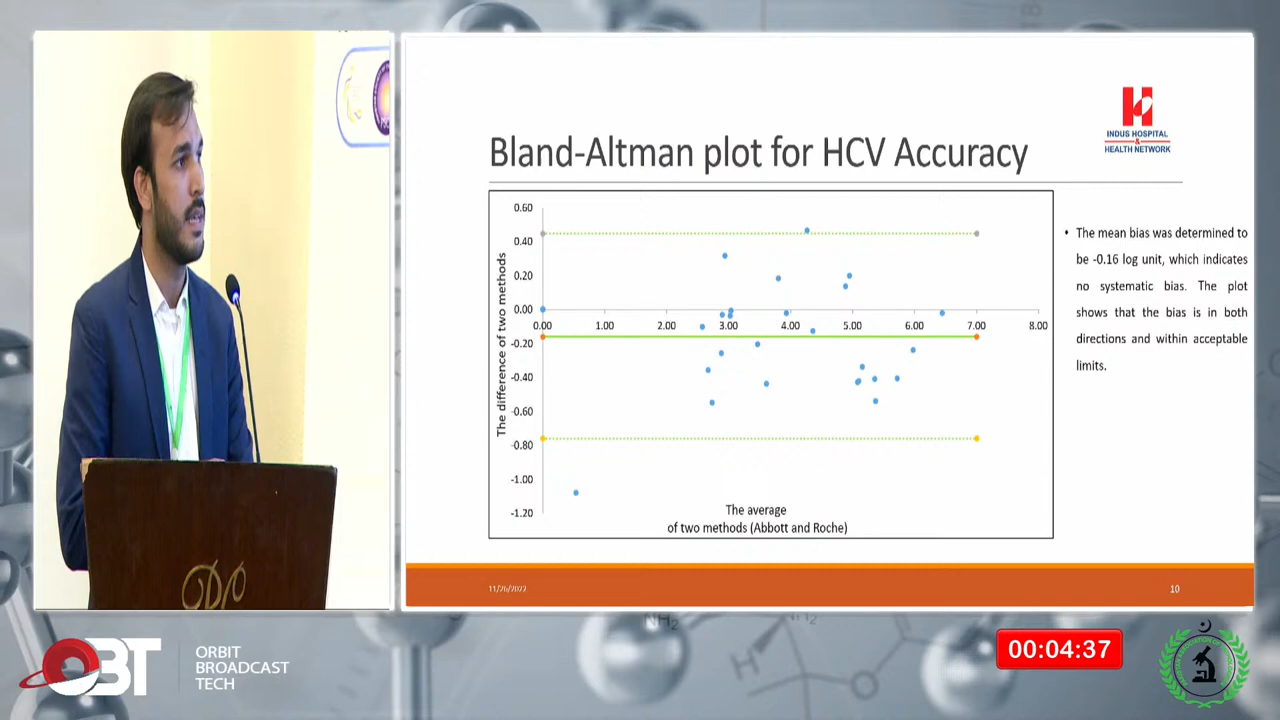 Bland-Altman plot for HCV Accuracy
INDUS HOSPITAL
&
HEALTH NETWORK
0.60
0.40
0.20
0.00
-0.20
-0.40
-0.60
-0.80
-1.00
-1.20
0.00 1.00 2.00 3.00 4.00 5.00 6.00 7.00 8.00
The difference of two methods
The average
of two methods (Abbott and Roche)
• The mean bias was determined to
be -0.16 log unit, which indicates
no systematic bias. The plot
shows that the bias is in both
directions and within acceptable
limits.
11/26/2022
10
OBT
ORBIT
BROADCAST
TECH
00:04:37